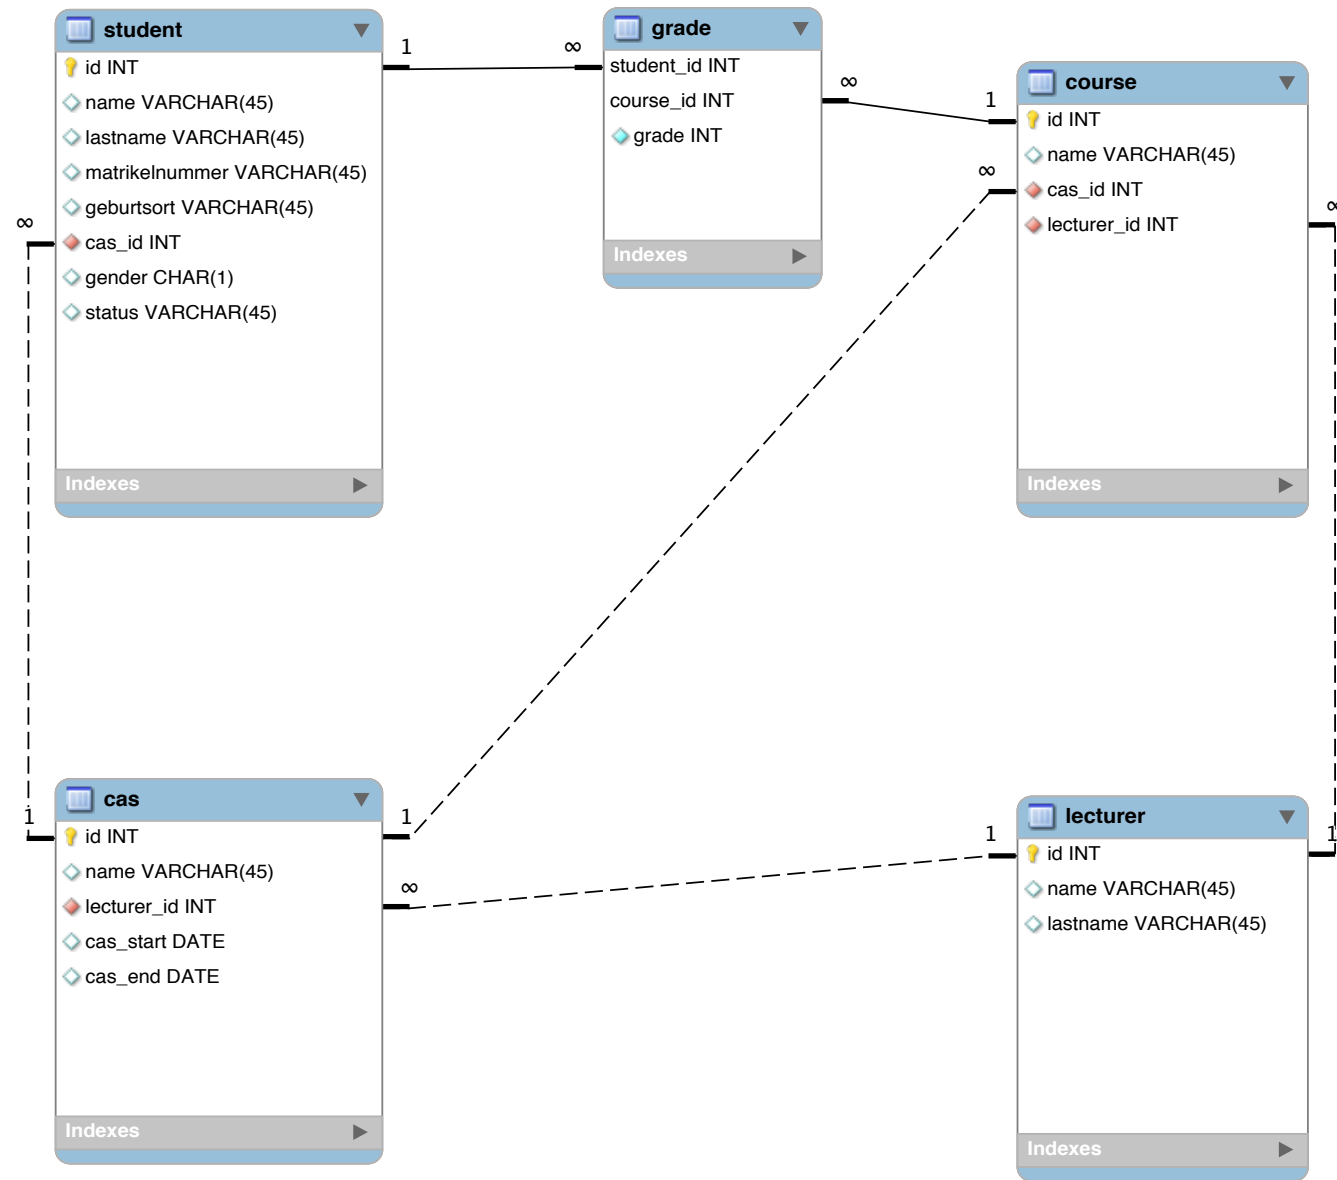 student
1
∞
id INT
name VARCHAR(45)
lastname VARCHAR(45)
matrikelnummer VARCHAR(45)
geburtsort VARCHAR(45)
∞
cas_id INT
gender CHAR(1)
status VARCHAR(45)
Indexes
grade
student_id INT
course_id INT
grade INT
Indexes
∞
1
course
id INT
name VARCHAR(45)
∞
cas_id INT
lecturer_id INT
∞
Indexes
cas
1
1
id INT
name VARCHAR(45)
∞
lecturer_id INT
cas_start DATE
cas_end DATE
Indexes
lecturer
1
1
id INT
name VARCHAR(45)
lastname VARCHAR(45)
Indexes